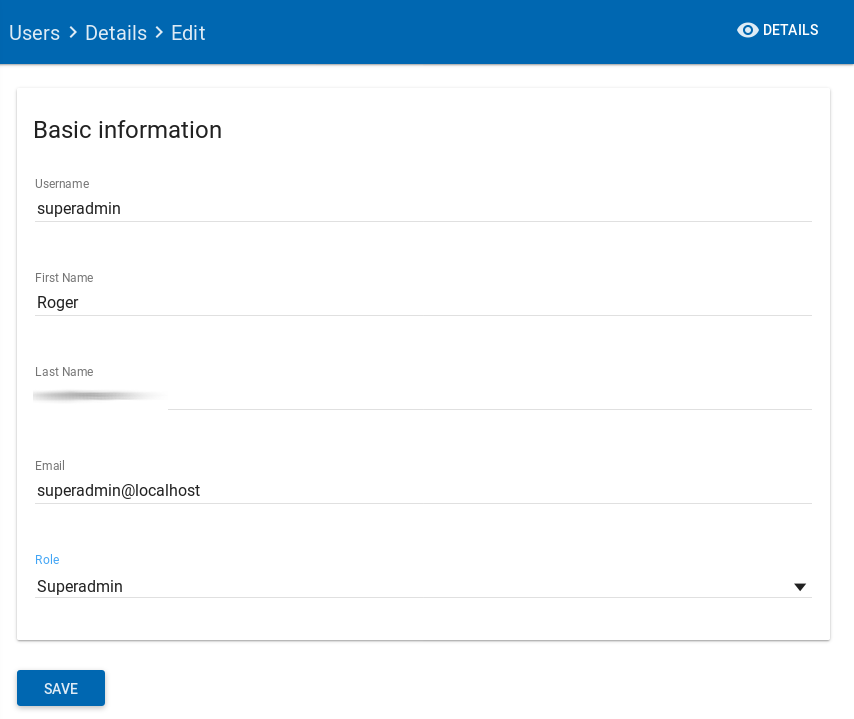 Users > Details > Edit
DETAILS
Basic information
Username
superadmin
First Name
Roger
Last Name
Email
superadmin@localhost
Role
Superadmin
SAVE